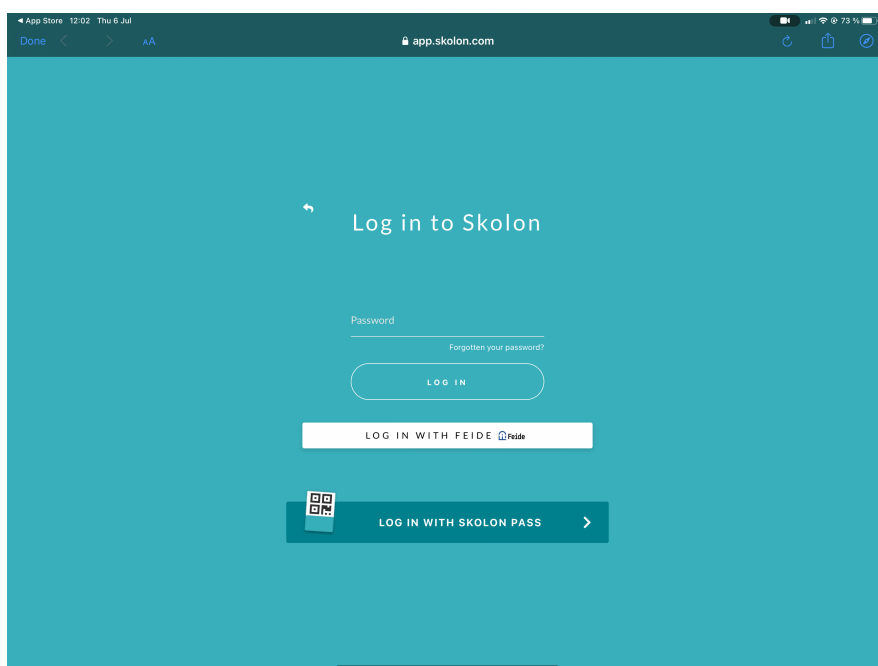 App Store 12:02 Thu 6 Jul 73 %
Done AA app.skolon.com
Log in to Skolon
Password
Forgotten your password?
LOG IN
LOG IN WITH FEIDE Feide
LOG IN WITH SKOLON PASS